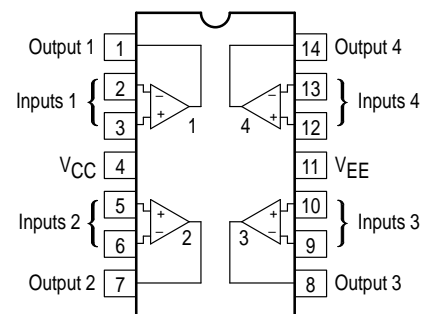 Output 1 1 14 Output 4
2 13
Inputs 1 { − − } Inputs 4
3 + 1 4 + 12
VCC 4 11 VEE
5 + + 10
Inputs 2 { 2 3 } Inputs 3
6 − − 9
Output 2 7 8 Output 3